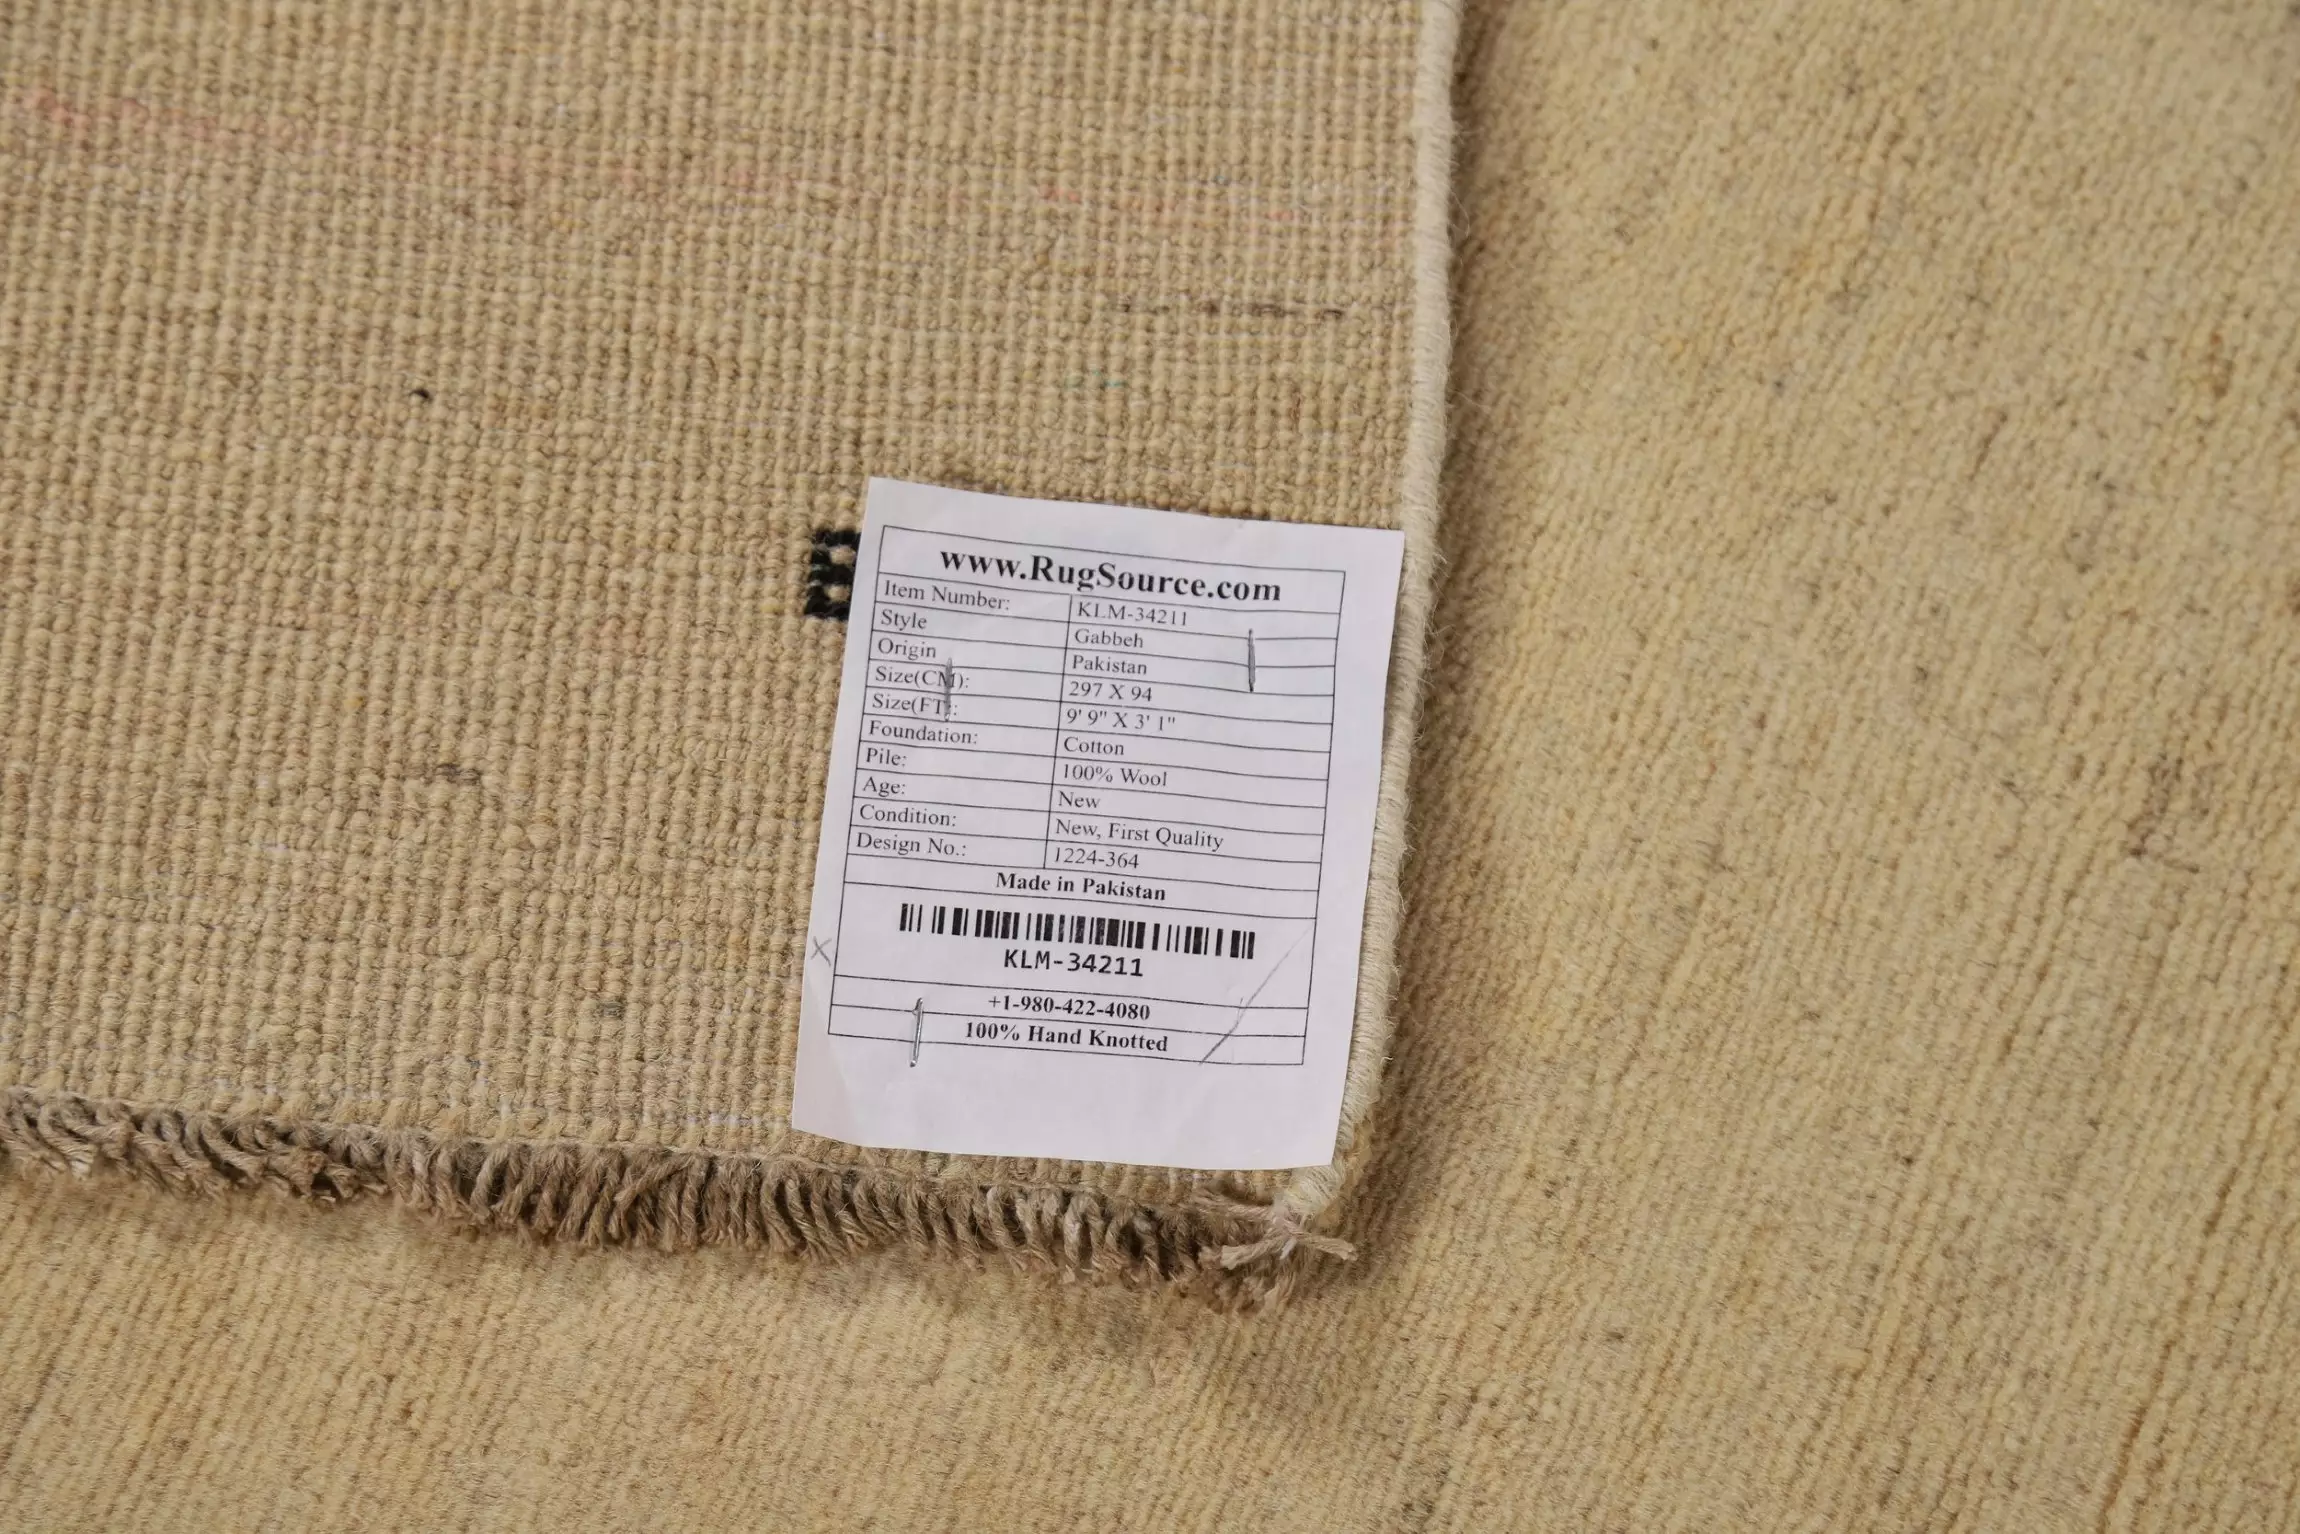 www.RugSource.com
Item Number: KLM-34211
Style Gabbeh
Origin Pakistan
Size(CM): 297 X 94
Size(FT): 9' 9" X 3' 1"
Foundation: Cotton
Pile: 100% Wool
Age: New
Condition: New, First Quality
Design No.: 1224-364
Made in Pakistan
KLM-34211
+1-980-422-4080
100% Hand Knotted